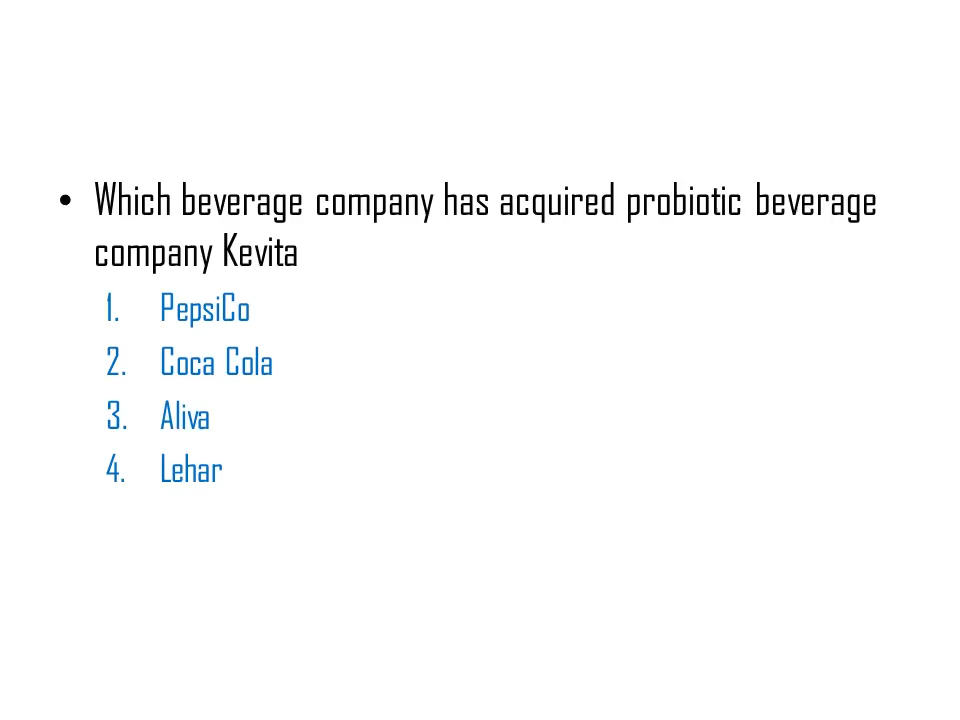 • Which beverage company has acquired probiotic beverage
company Kevita
1. PepsiCo
2. Coca Cola
3. Aliva
4. Lehar